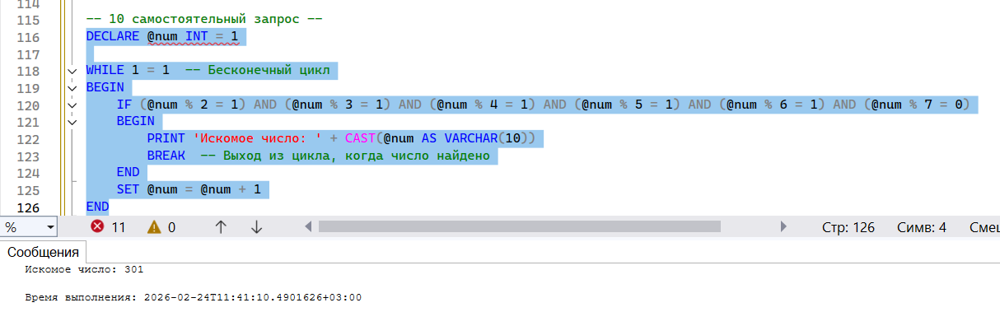 114
115 -- 10 самостоятельный запрос --
116 DECLARE @num INT = 1
117
118 WHILE 1 = 1  -- Бесконечный цикл
119 BEGIN
120     IF (@num % 2 = 1) AND (@num % 3 = 1) AND (@num % 4 = 1) AND (@num % 5 = 1) AND (@num % 6 = 1) AND (@num % 7 = 0)
121     BEGIN
122         PRINT 'Искомое число: ' + CAST(@num AS VARCHAR(10))
123         BREAK  -- Выход из цикла, когда число найдено
124     END
125     SET @num = @num + 1
126 END
% 11 0 Стр: 126 Симв: 4 Смеш
Сообщения
Искомое число: 301
Время выполнения: 2026-02-24T11:41:10.4901626+03:00